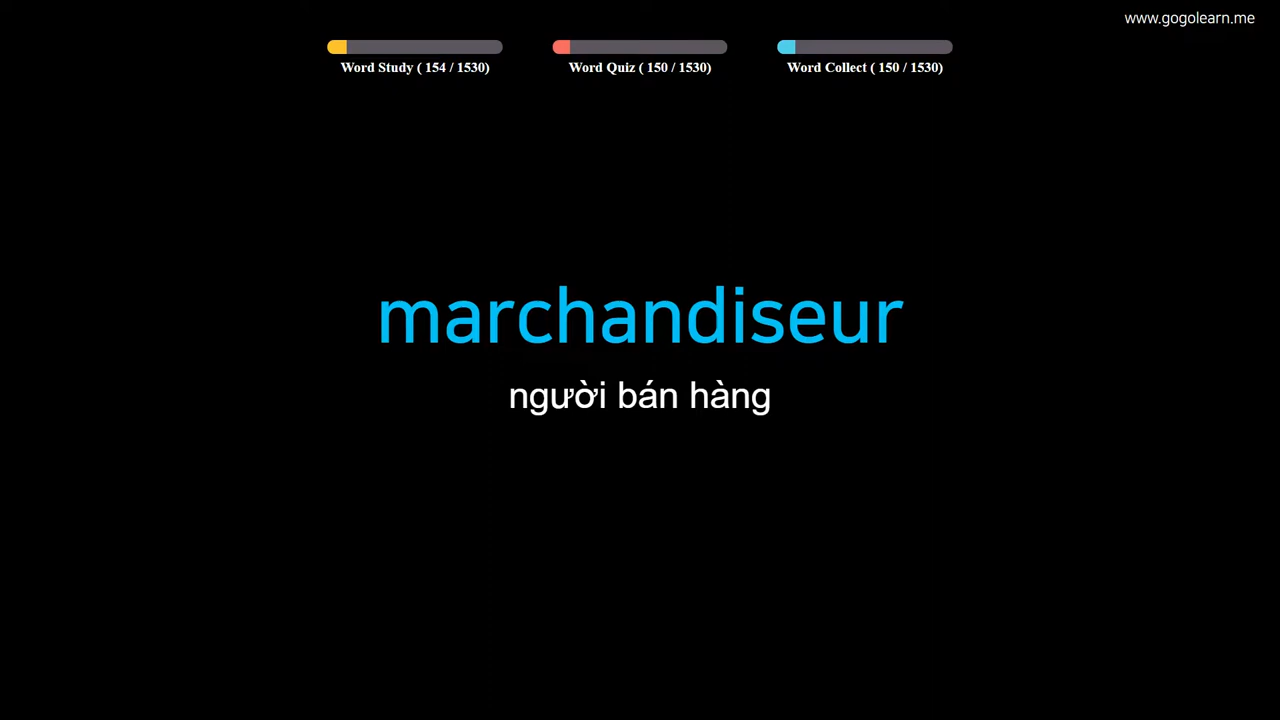 www.gogolearn.me
Word Study ( 154 / 1530)
Word Quiz ( 150 / 1530)
Word Collect ( 150 / 1530)
marchandiseur
người bán hàng